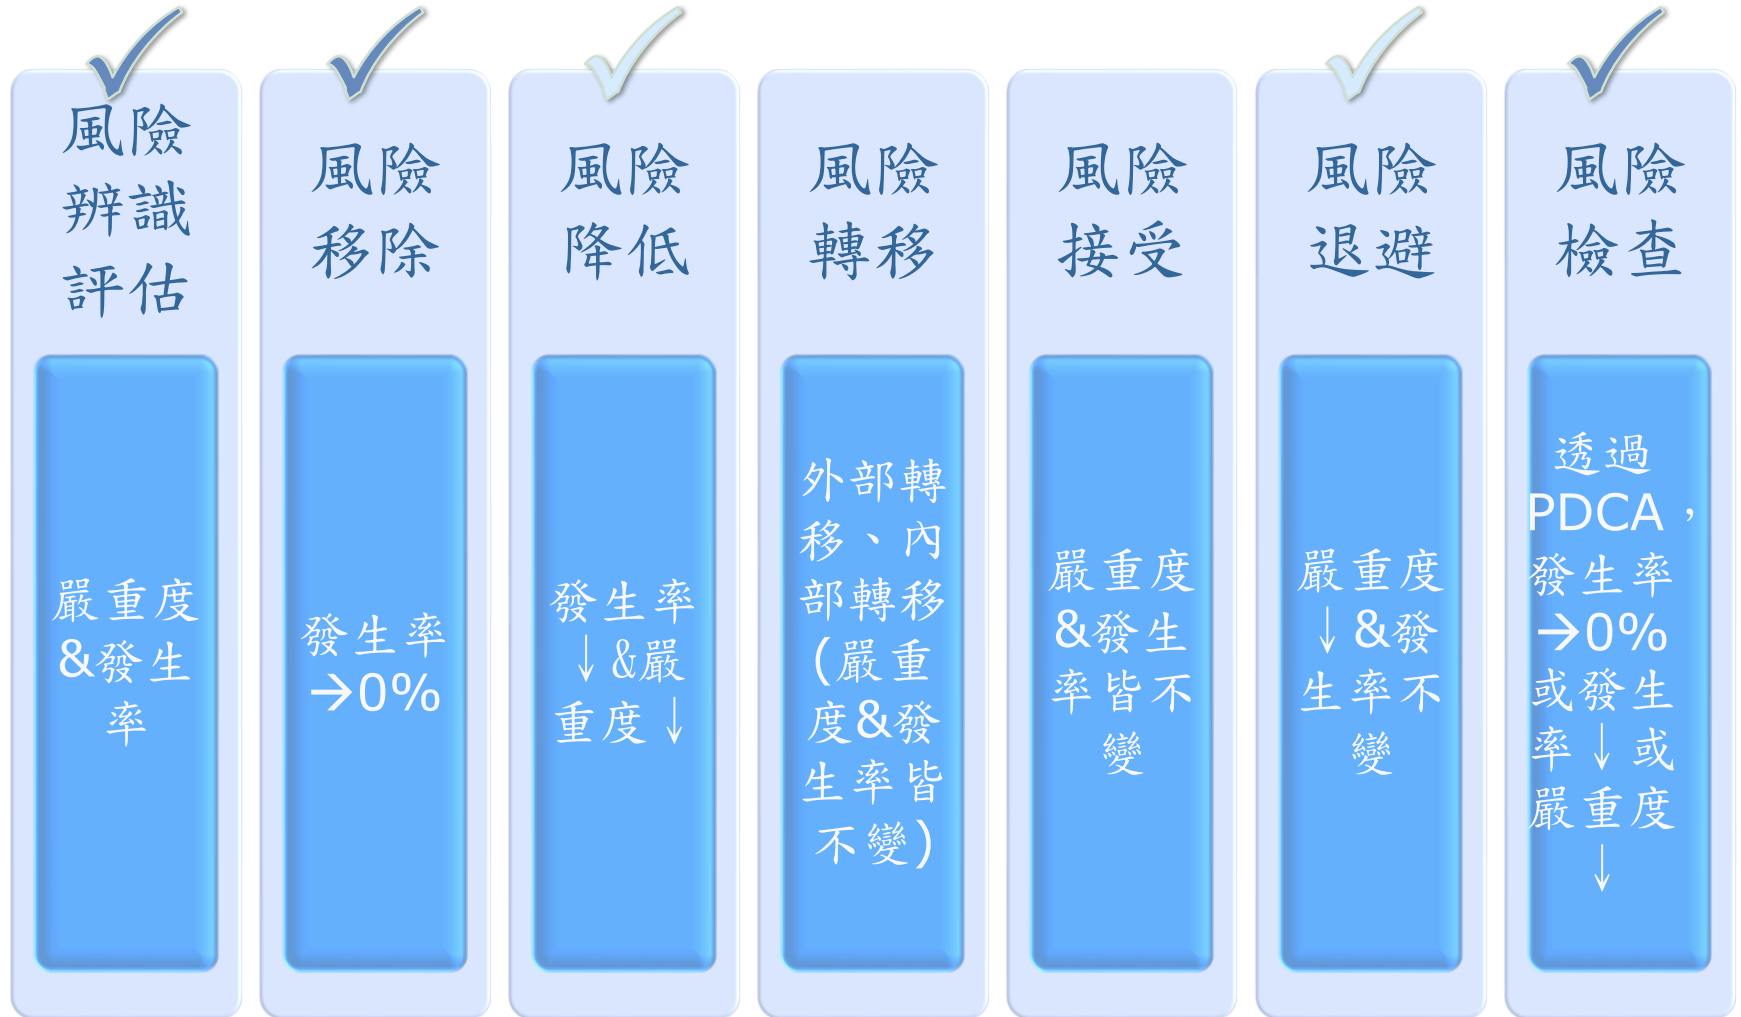 風險
辨識
評估
嚴重度
&發生
率
風險
移除
發生率
→0%
風險
降低
發生率
↓&嚴
重度↓
風險
轉移
外部轉
移、內
部轉移
(嚴重
度&發
生率皆
不變)
風險
接受
嚴重度
&發生
率皆不
變
風險
退避
嚴重度
↓&發
生率不
變
風險
檢查
透過
PDCA，
發生率
→0%
或發生
率↓或
嚴重度
↓